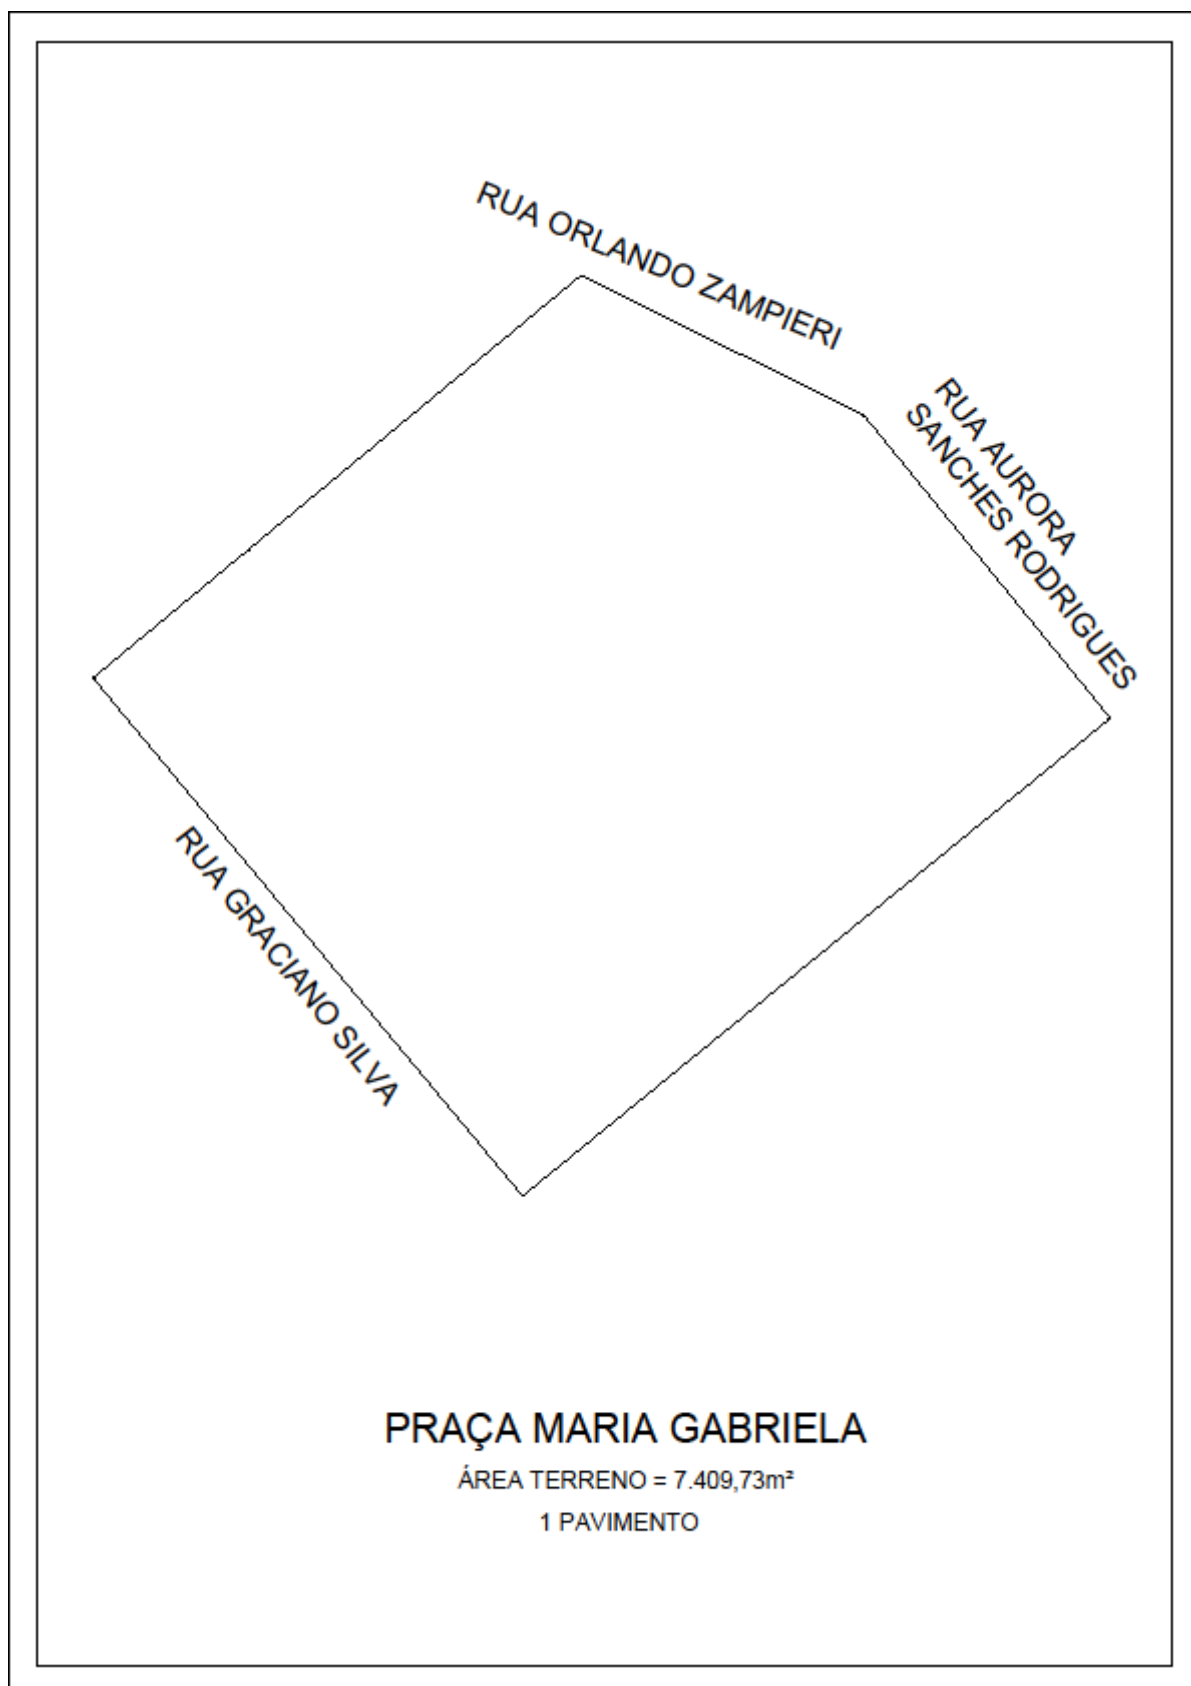 RUA ORLANDO ZAMPIERI
RUA AURORA
SANCHES RODRIGUES
RUA GRACIANO SILVA
PRAÇA MARIA GABRIELA
ÁREA TERRENO = 7.409,73m²
1 PAVIMENTO